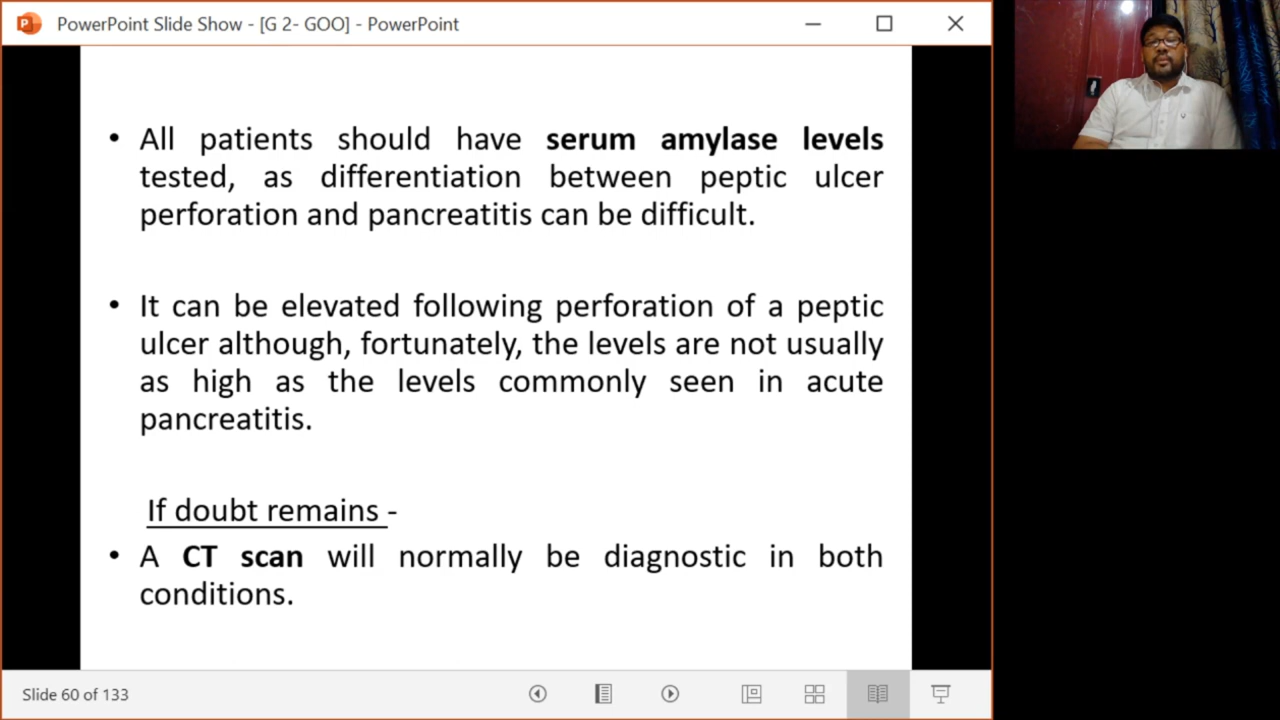 PowerPoint Slide Show - [G 2- GOO] - PowerPoint
• All patients should have serum amylase levels
tested, as differentiation between peptic ulcer
perforation and pancreatitis can be difficult.
• It can be elevated following perforation of a peptic
ulcer although, fortunately, the levels are not usually
as high as the levels commonly seen in acute
pancreatitis.
If doubt remains -
• A CT scan will normally be diagnostic in both
conditions.
Slide 60 of 133